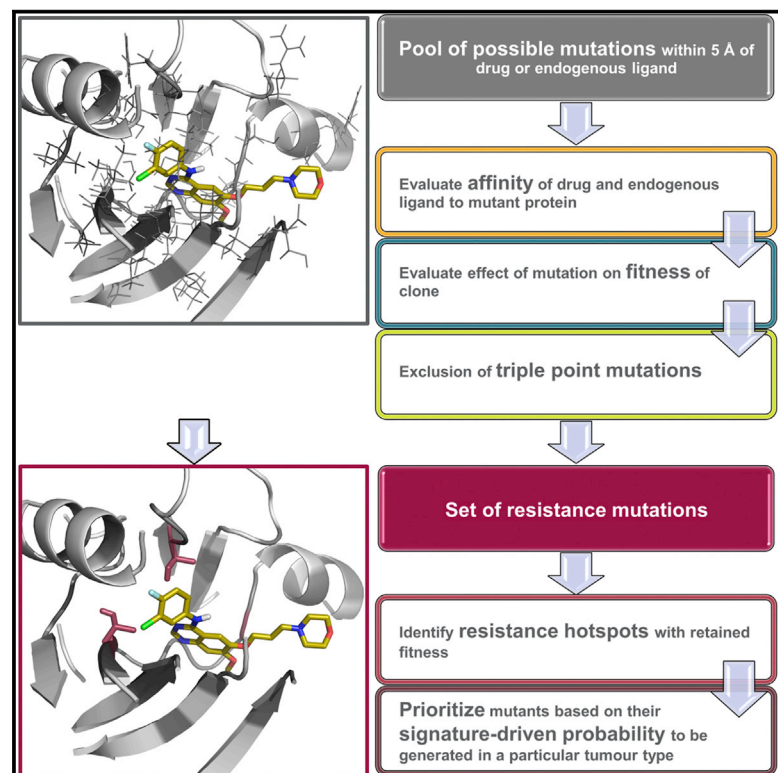 Pool of possible mutations within 5 Å of
drug or endogenous ligand
Evaluate affinity of drug and endogenous
ligand to mutant protein
Evaluate effect of mutation on fitness of
clone
Exclusion of triple point mutations
Set of resistance mutations
Identify resistance hotspots with retained
fitness
Prioritize mutants based on their
signature-driven probability to be
generated in a particular tumour type